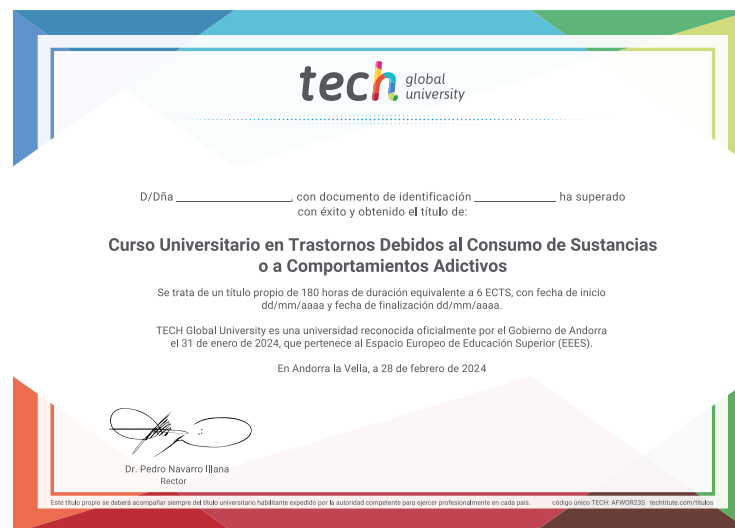 tech global university
D/Dña ____________________, con documento de identificación ______________ ha superado
con éxito y obtenido el título de:
Curso Universitario en Trastornos Debidos al Consumo de Sustancias
o a Comportamientos Adictivos
Se trata de un título propio de 180 horas de duración equivalente a 6 ECTS, con fecha de inicio
dd/mm/aaaa y fecha de finalización dd/mm/aaaa.
TECH Global University es una universidad reconocida oficialmente por el Gobierno de Andorra
el 31 de enero de 2024, que pertenece al Espacio Europeo de Educación Superior (EEES).
En Andorra la Vella, a 28 de febrero de 2024
Dr. Pedro Navarro Illana
Rector
Este título propio se deberá acompañar siempre del título universitario habilitante expedido por la autoridad competente para ejercer profesionalmente en cada país. código único TECH: AFWOR23S techtitute.com/titulos